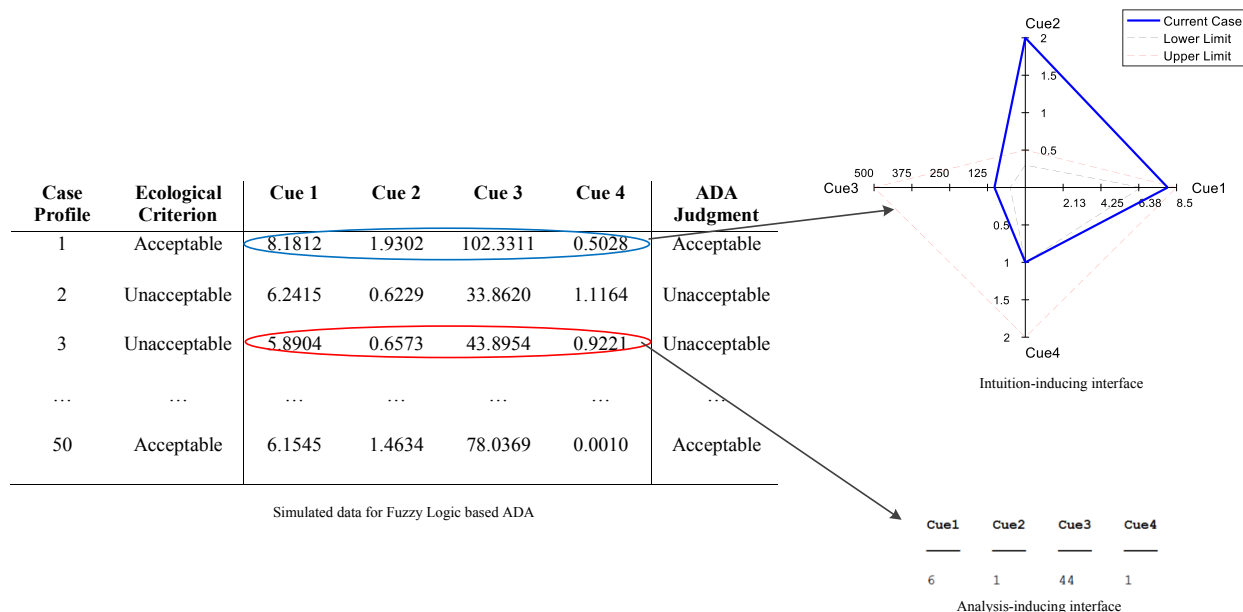 Case Profile Ecological Criterion Cue 1 Cue 2 Cue 3 Cue 4 ADA Judgment
1 Acceptable 8.1812 1.9302 102.3311 0.5028 Acceptable
2 Unacceptable 6.2415 0.6229 33.8620 1.1164 Unacceptable
3 Unacceptable 5.8904 0.6573 43.8954 0.9221 Unacceptable
… … … … … … …
50 Acceptable 6.1545 1.4634 78.0369 0.0010 Acceptable
Simulated data for Fuzzy Logic based ADA
Current Case
Lower Limit
Upper Limit
Cue2
2
1.5
1
0.5
500 375 250 125
Cue3
Cue1
2.13 4.25 6.38 8.5
0.5
1
1.5
2
Cue4
Intuition-inducing interface
Cue1 Cue2 Cue3 Cue4
6 1 44 1
Analysis-inducing interface